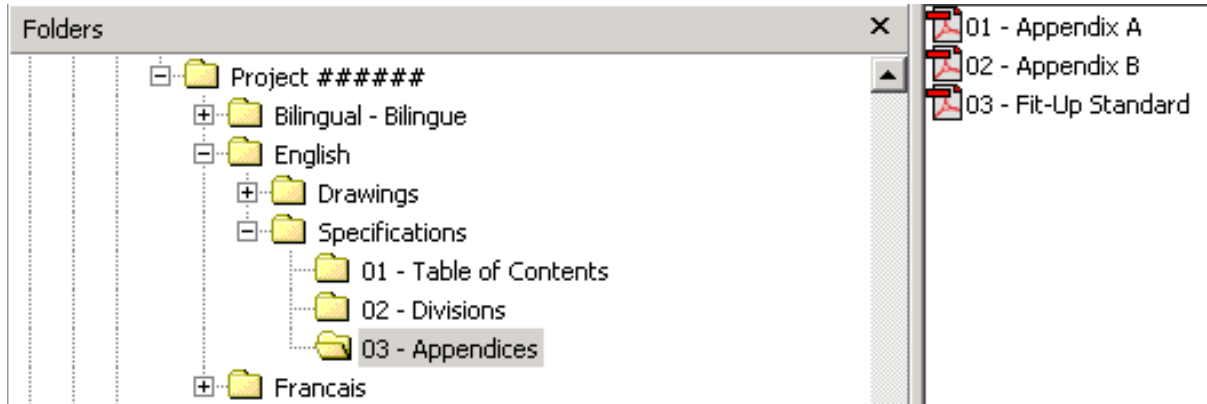 Folders
Project ######
Bilingual - Bilingue
English
Drawings
Specifications
01 - Table of Contents
02 - Divisions
03 - Appendices
Francais
01 - Appendix A
02 - Appendix B
03 - Fit-Up Standard